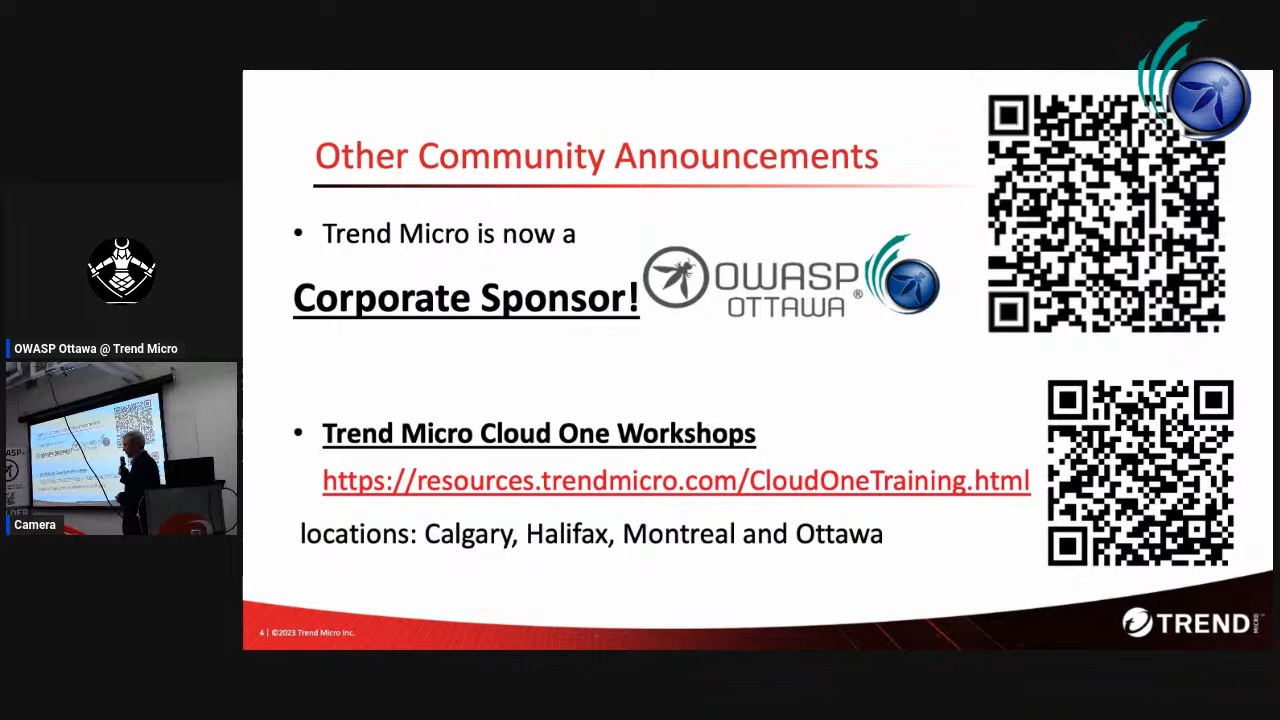 Other Community Announcements
• Trend Micro is now a
Corporate Sponsor!
OWASP
OTTAWA
®
• Trend Micro Cloud One Workshops
https://resources.trendmicro.com/CloudOneTraining.html
locations: Calgary, Halifax, Montreal and Ottawa
4 | ©2023 Trend Micro Inc.
TREND
MICRO
OWASP Ottawa @ Trend Micro
Camera